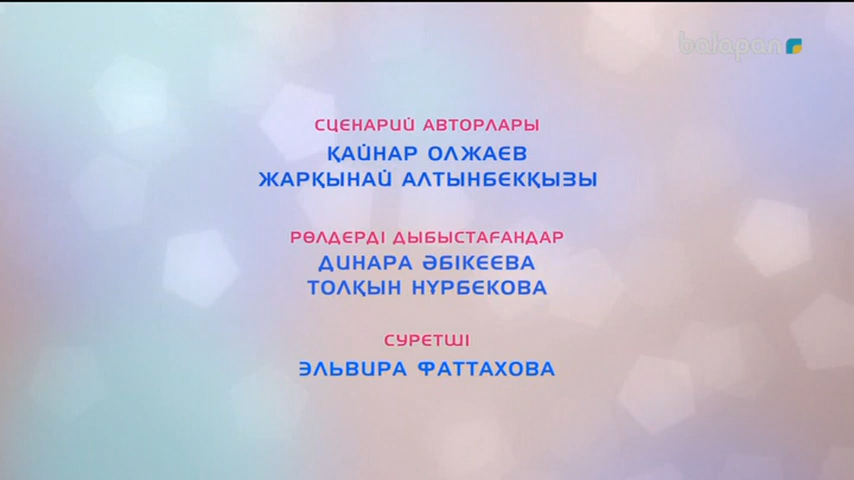 balapan
СЦЕНАРИЙ АВТОРЛАРЫ
ҚАЙНАР ОЛЖАЕВ
ЖАРҚЫНАЙ АЛТЫНБЕКҚЫЗЫ
РӨЛДЕРДІ ДЫБЫСТАҒАНДАР
ДИНАРА ӘБІКЕЕВА
ТОЛҚЫН НҰРБЕКОВА
СУРЕТШІ
ЭЛЬВИРА ФАТТАХОВА